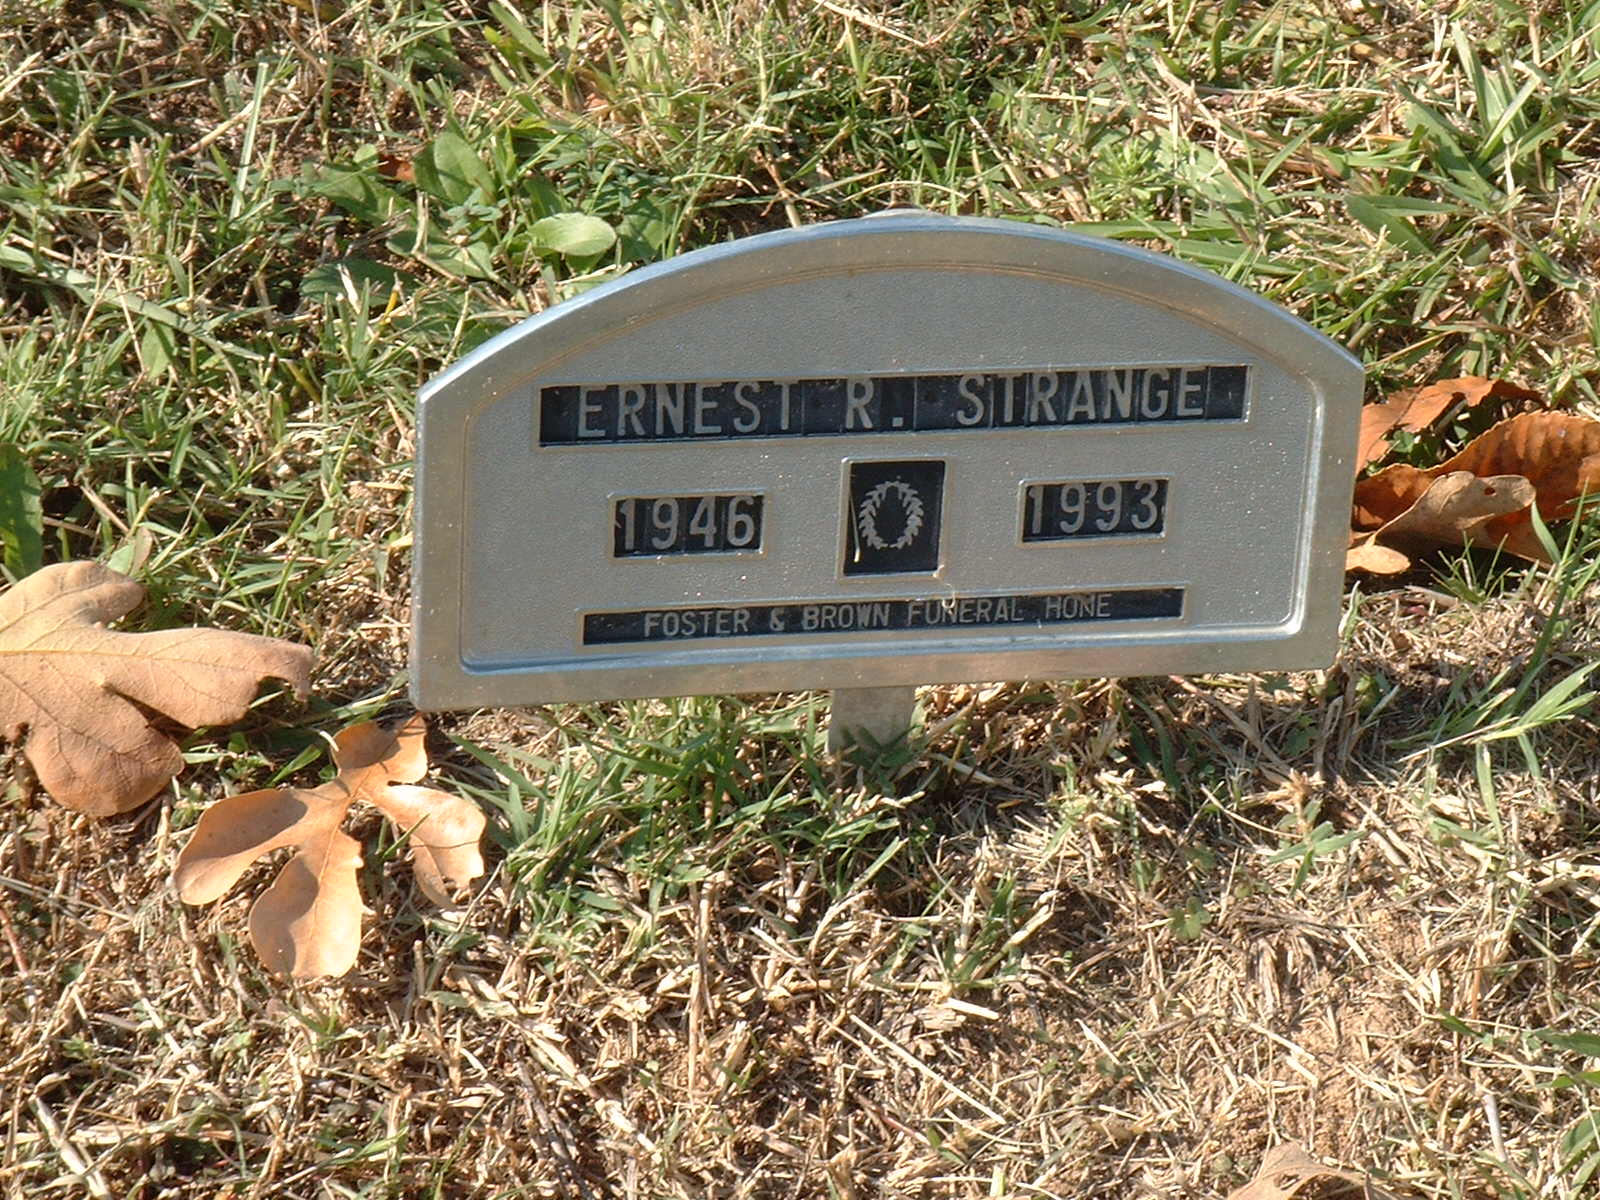 ERNEST R. STRANGE
1946 1993
FOSTER & BROWN FUNERAL HONE